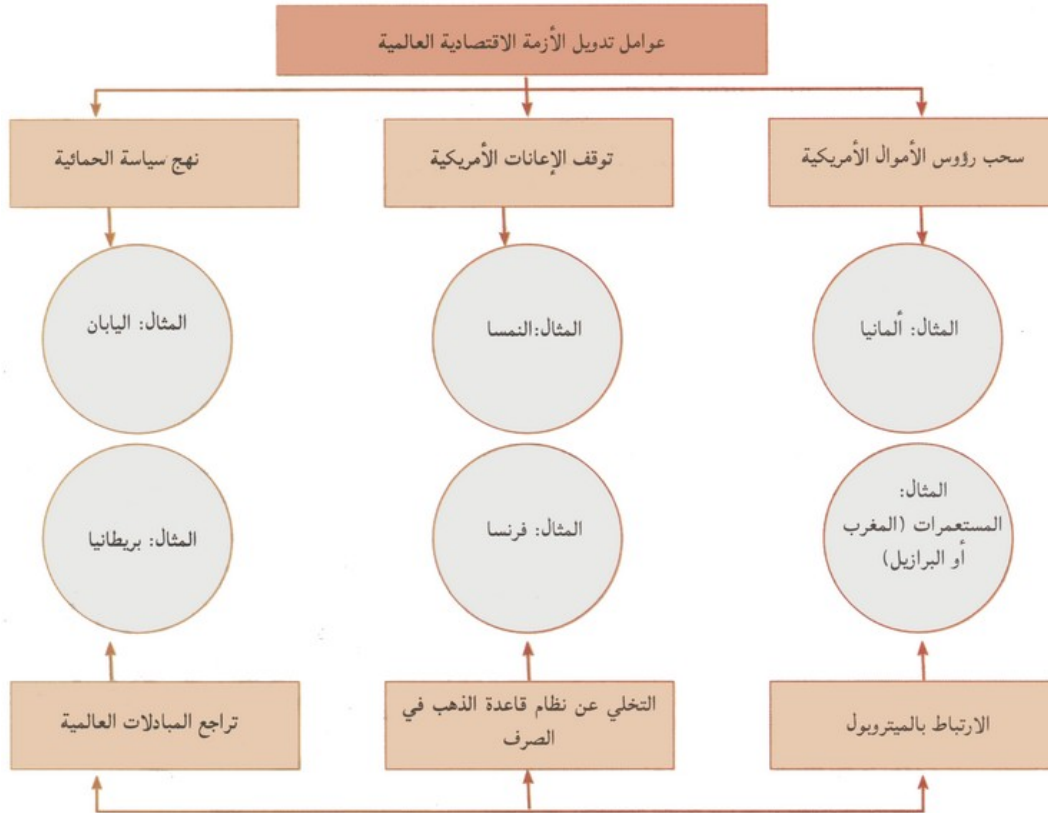 عوامل تدويل الأزمة الاقتصادية العالمية
سحب رؤوس الأموال الأمريكية
توقف الإعانات الأمريكية
نهج سياسة الحمائية
المثال: ألمانيا
المثال:النمسا
المثال: اليابان
المثال:
المستعمرات (المغرب
أو البرازيل)
المثال: فرنسا
المثال: بريطانيا
الارتباط بالميتروبول
التخلي عن نظام قاعدة الذهب في
الصرف
تراجع المبادلات العالمية